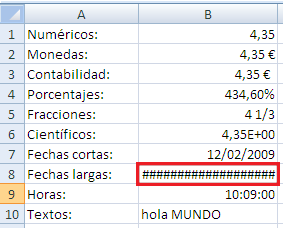 A B
1 Numéricos: 4,35
2 Monedas: 4,35 €
3 Contabilidad: 4,35 €
4 Porcentajes: 434,60%
5 Fracciones: 4 1/3
6 Científicos: 4,35E+00
7 Fechas cortas: 12/02/2009
8 Fechas largas: ###################
9 Horas: 10:09:00
10 Textos: hola MUNDO